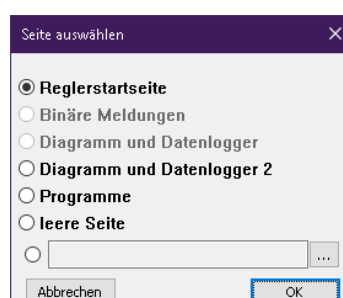 Seite auswählen
Reglerstartseite
Binäre Meldungen
Diagramm und Datenlogger
Diagramm und Datenlogger 2
Programme
leere Seite
...
Abbrechen OK